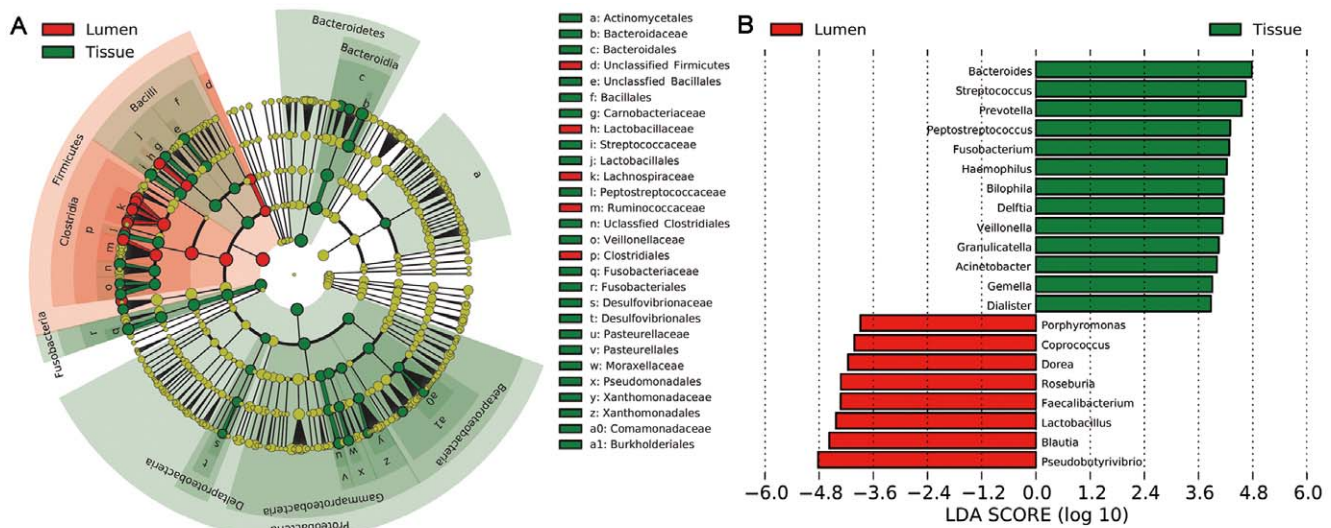 A
Lumen
Tissue
Bacteroidetes
Bacteroidia
c
b
a
Firmicutes
Bacilli
d
f
e
j
g
h
i
Clostridia
p
k
l
m
n
o
Fusobacteria
r
q
Betaproteobacteria
a0
a1
y
z
w
x
u
v
Gammaproteobacteria
s
t
Deltaproteobacteria
Proteobacteria
a: Actinomycetales
b: Bacteroidaceae
c: Bacteroidales
d: Unclassified Firmicutes
e: Unclassfied Bacillales
f: Bacillales
g: Carnobacteriaceae
h: Lactobacillaceae
i: Streptococcaceae
j: Lactobacillales
k: Lachnospiraceae
l: Peptostreptococcaceae
m: Ruminococcaceae
n: Uclassfied Clostridiales
o: Veillonellaceae
p: Clostridiales
q: Fusobacteriaceae
r: Fusobacteriales
s: Desulfovibrionaceae
t: Desulfovibrionales
u: Pasteurellaceae
v: Pasteurellales
w: Moraxellaceae
x: Pseudomonadales
y: Xanthomonadaceae
z: Xanthomonadales
a0: Comamonadaceae
a1: Burkholderiales
B
Lumen
Tissue
Bacteroides
Streptococcus
Prevotella
Peptostreptococcus
Fusobacterium
Haemophilus
Bilophila
Delftia
Veillonella
Granulicatella
Acinetobacter
Gemella
Dialister
Porphyromonas
Coprococcus
Dorea
Roseburia
Faecalibacterium
Lactobacillus
Blautia
Pseudobutyrivibrio
−6.0 −4.8 −3.6 −2.4 −1.2 0.0 1.2 2.4 3.6 4.8 6.0
LDA SCORE (log 10)